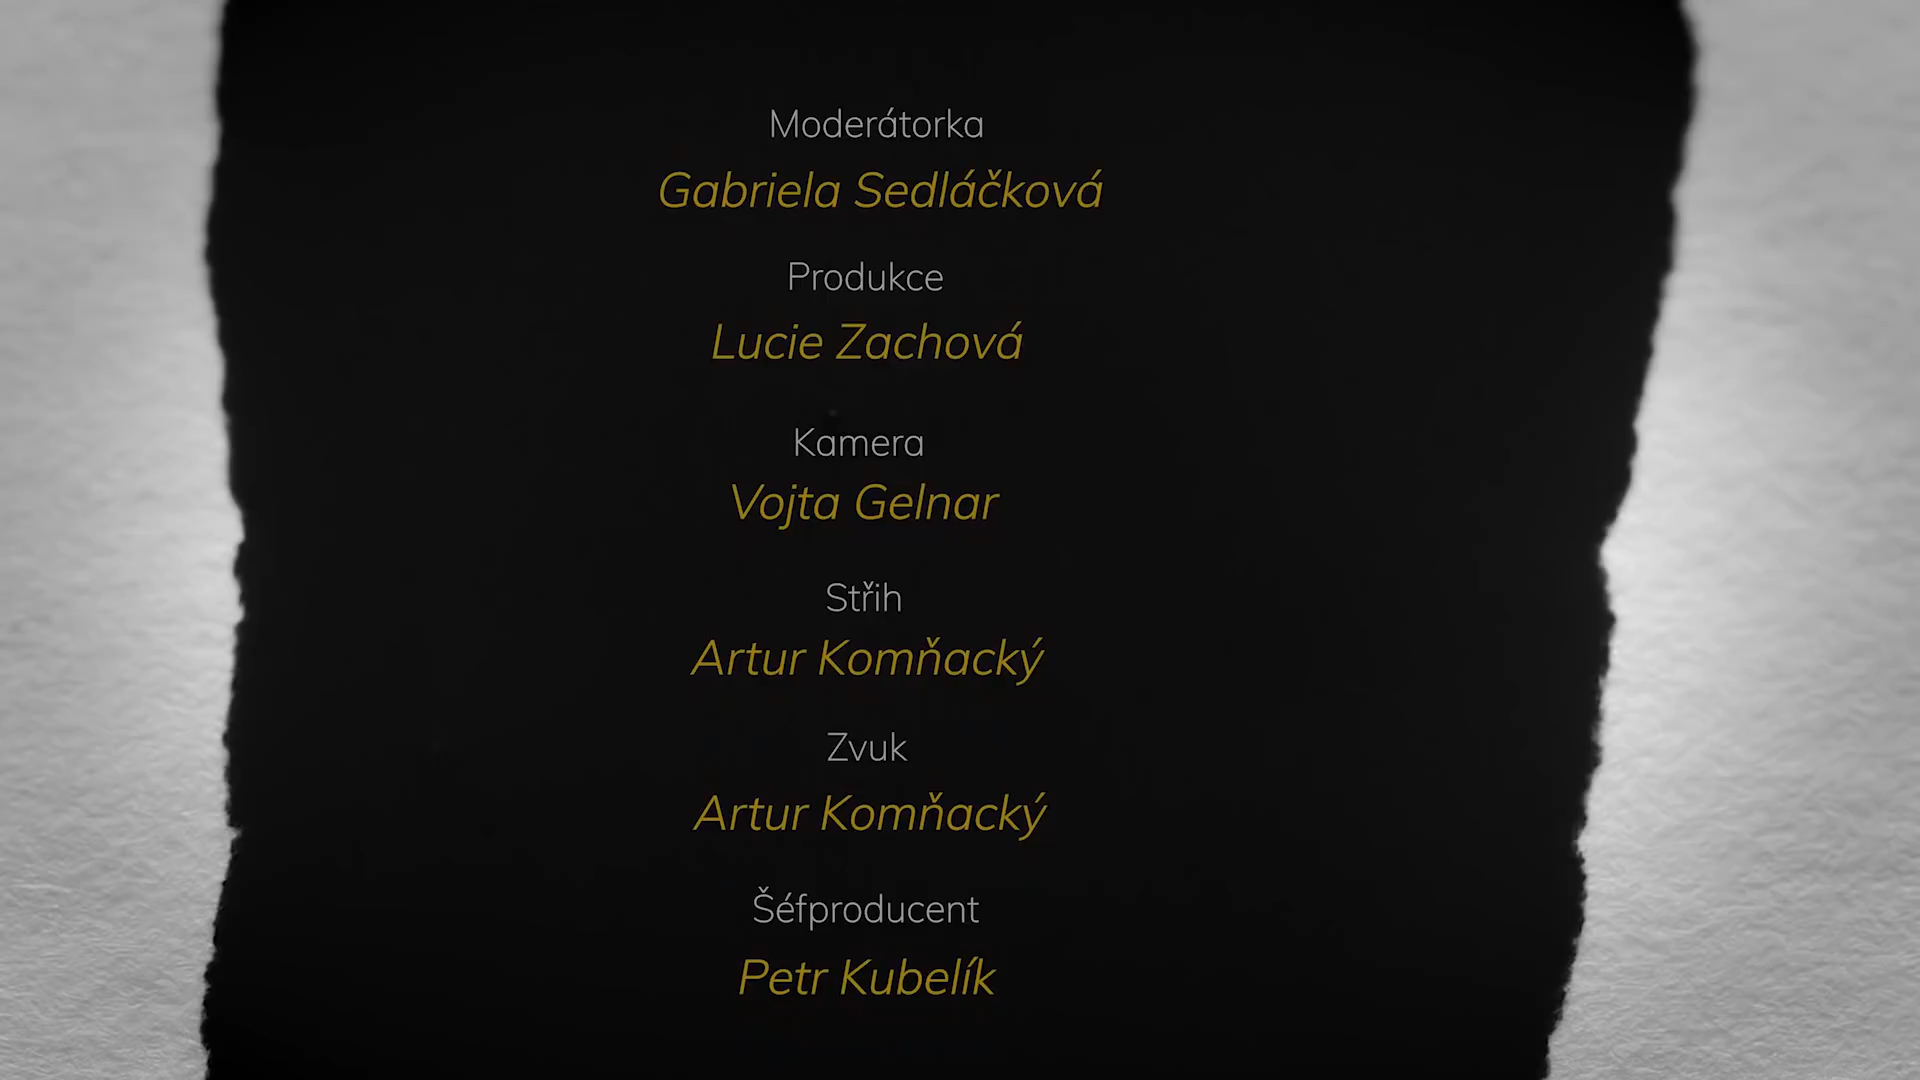 Moderátorka
Gabriela Sedláčková
Produkce
Lucie Zachová
Kamera
Vojta Gelnar
Střih
Artur Komňacký
Zvuk
Artur Komňacký
Šéfproducent
Petr Kubelík